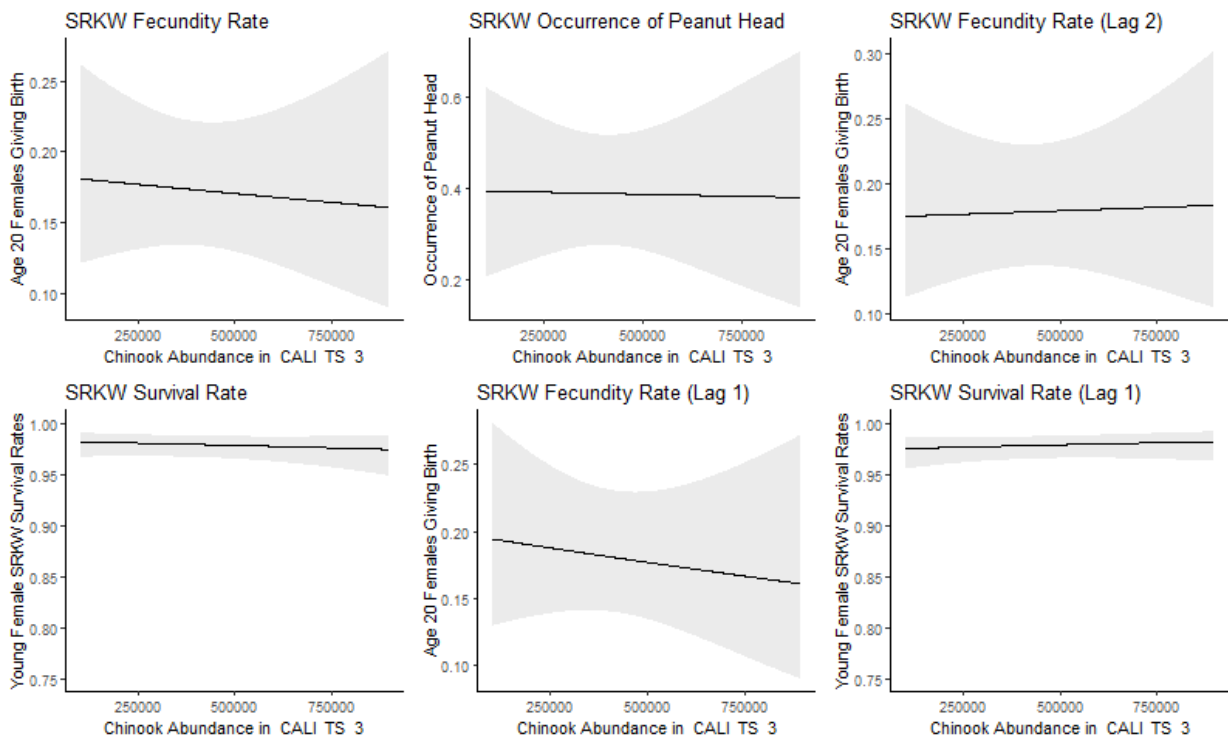 SRKW Fecundity Rate
Age 20 Females Giving Birth
0.25
0.20
0.15
0.10
250000 500000 750000
Chinook Abundance in CALI TS 3
SRKW Occurrence of Peanut Head
Occurrence of Peanut Head
0.6
0.4
0.2
250000 500000 750000
Chinook Abundance in CALI TS 3
SRKW Fecundity Rate (Lag 2)
Age 20 Females Giving Birth
0.30
0.25
0.20
0.15
0.10
250000 500000 750000
Chinook Abundance in CALI TS 3
SRKW Survival Rate
Young Female SRKW Survival Rates
1.00
0.95
0.90
0.85
0.80
0.75
250000 500000 750000
Chinook Abundance in CALI TS 3
SRKW Fecundity Rate (Lag 1)
Age 20 Females Giving Birth
0.25
0.20
0.15
0.10
250000 500000 750000
Chinook Abundance in CALI TS 3
SRKW Survival Rate (Lag 1)
Young Female SRKW Survival Rates
1.00
0.95
0.90
0.85
0.80
0.75
250000 500000 750000
Chinook Abundance in CALI TS 3